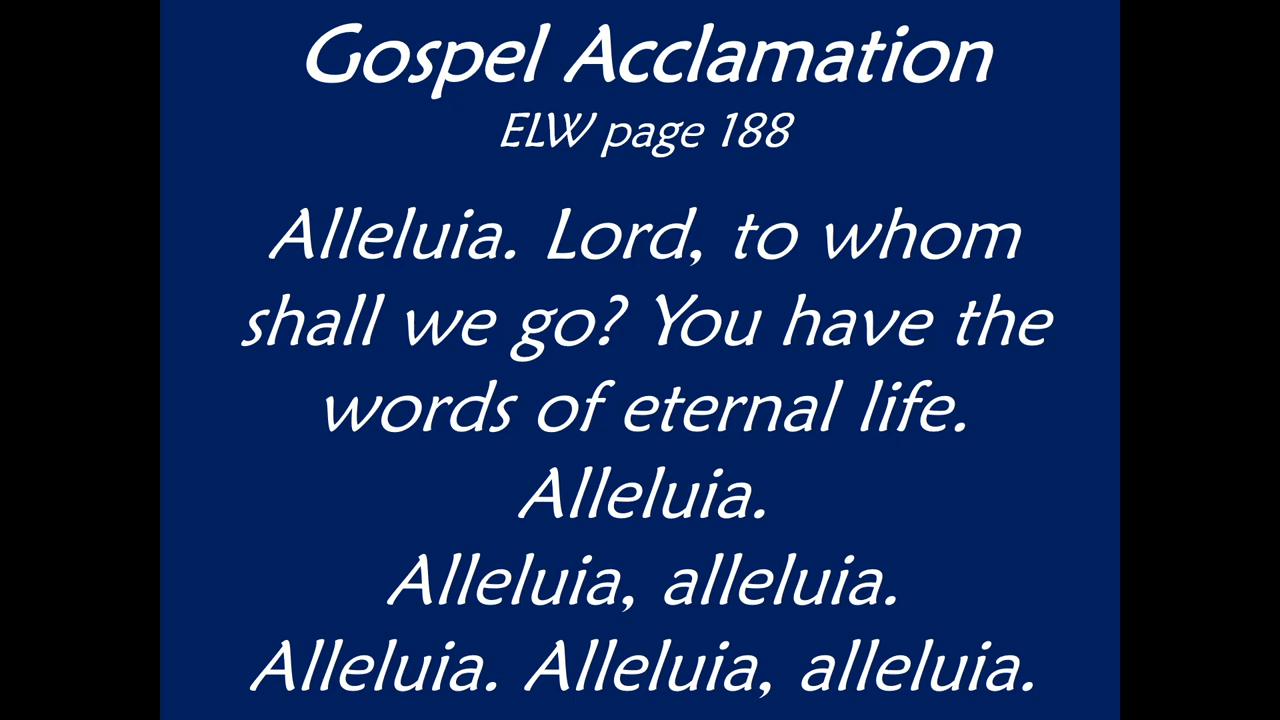 Gospel Acclamation
ELW page 188
Alleluia. Lord, to whom
shall we go? You have the
words of eternal life.
Alleluia.
Alleluia, alleluia.
Alleluia. Alleluia, alleluia.